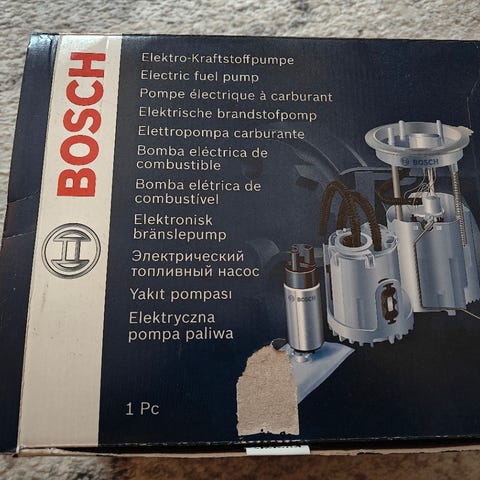 BOSCH
Elektro-Kraftstoffpumpe
Electric fuel pump
Pompe électrique à carburant
Elektrische brandstofpomp
Elettropompa carburante
Bomba eléctrica de
combustible
Bomba elétrica de
combustível
Elektronisk
bränslepump
Электрический
топливный насос
Yakıt pompası
Elektryczna
pompa paliwa
1 Pc
BOSCH
BOSCH